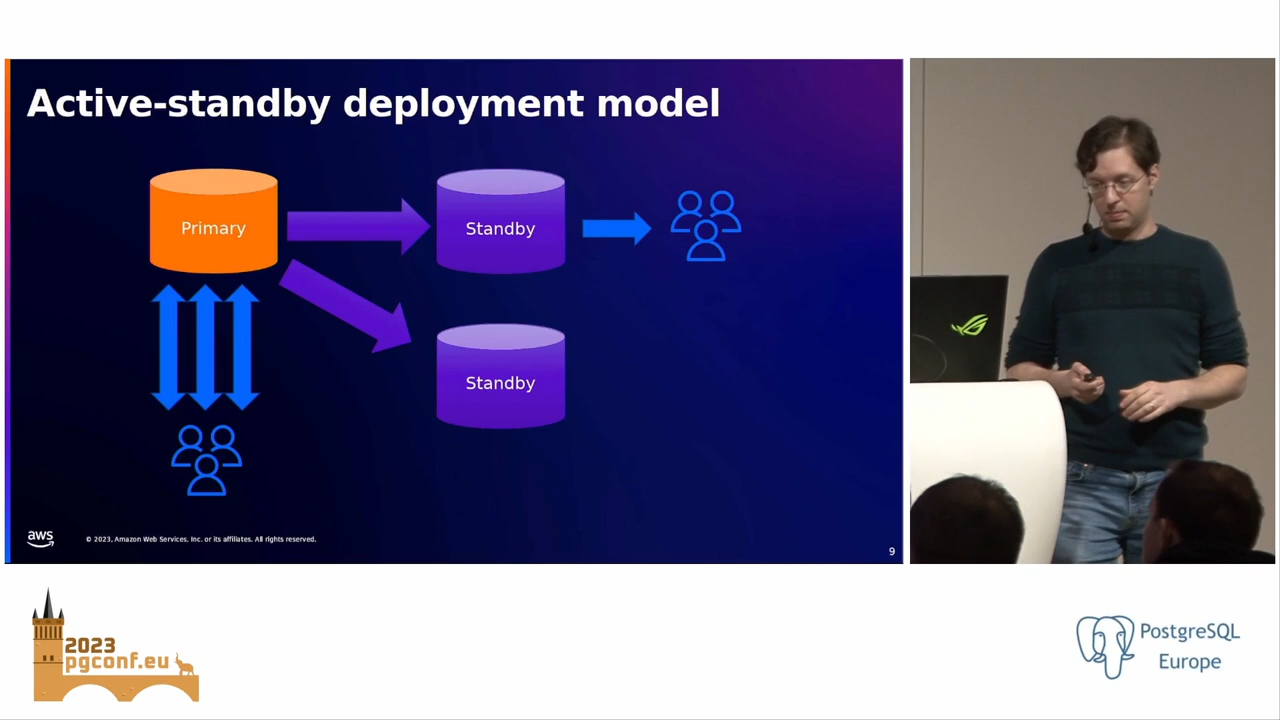 Active-standby deployment model
Primary
Standby
Standby
aws
© 2023, Amazon Web Services, Inc. or its affiliates. All rights reserved.
9
2023
pgconf.eu
PostgreSQL
Europe